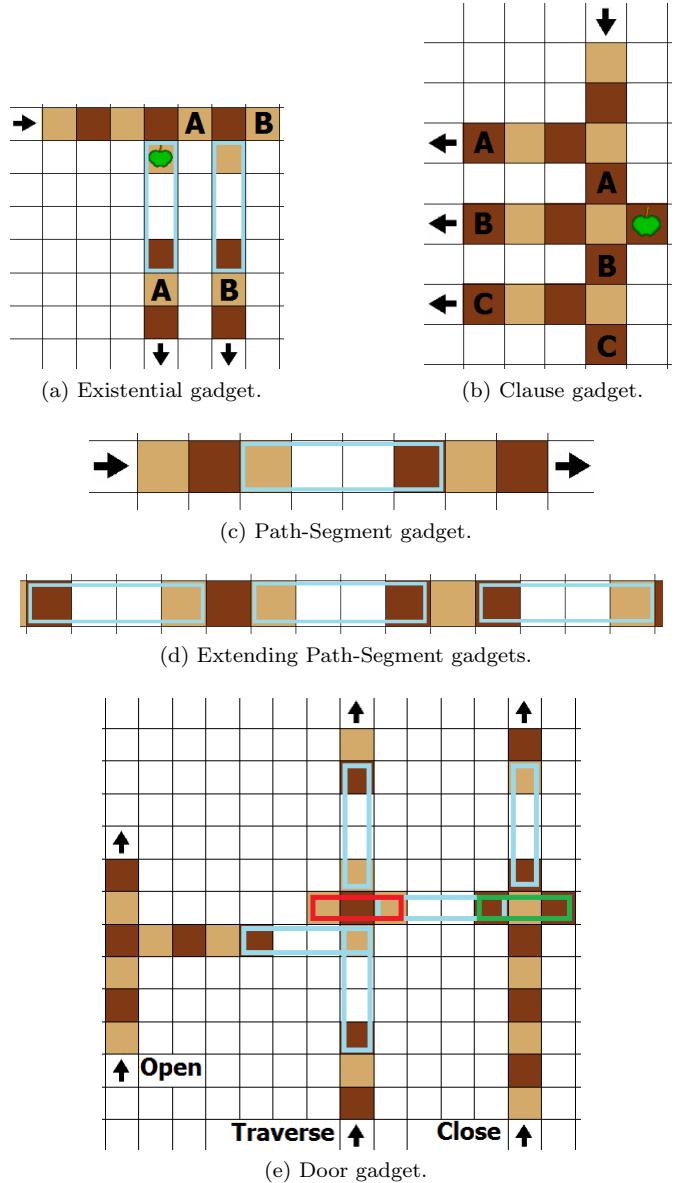 A B
A B
(a) Existential gadget.
A
A
B
B
C
C
(b) Clause gadget.
(c) Path-Segment gadget.
(d) Extending Path-Segment gadgets.
Open
Traverse
Close
(e) Door gadget.